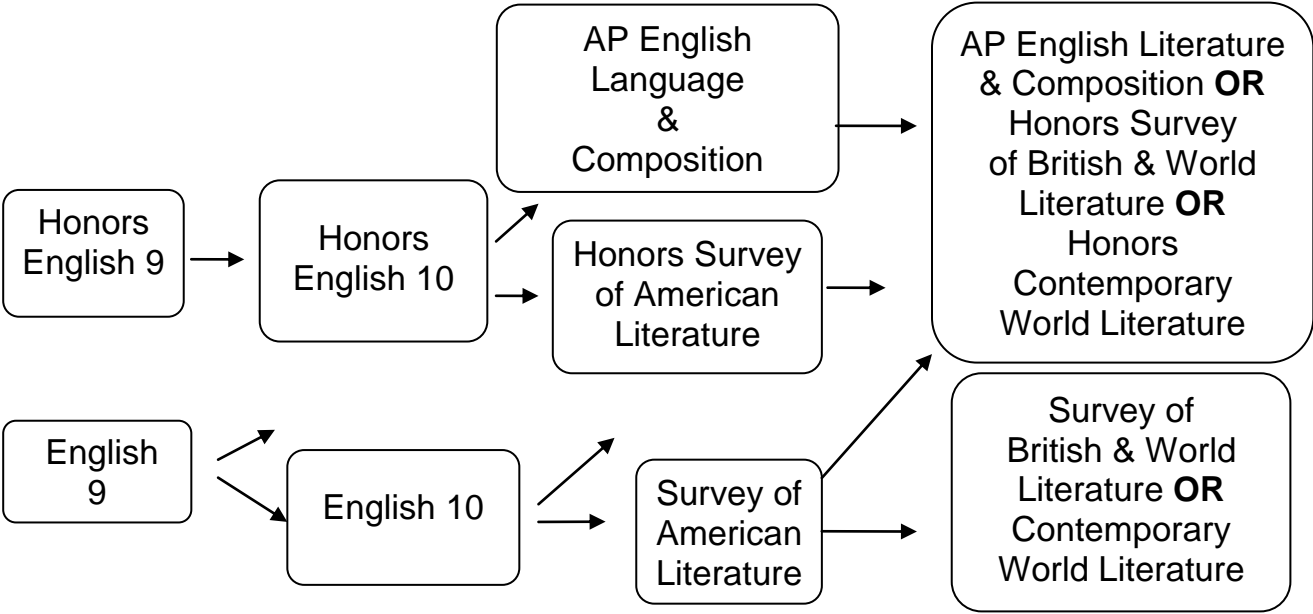 AP English
Language
&
Composition
AP English Literature
& Composition OR
Honors Survey
of British & World
Literature OR
Honors
Contemporary
World Literature
Honors
English 9
Honors
English 10
Honors Survey
of American
Literature
English
9
English 10
Survey of
American
Literature
Survey of
British & World
Literature OR
Contemporary
World Literature